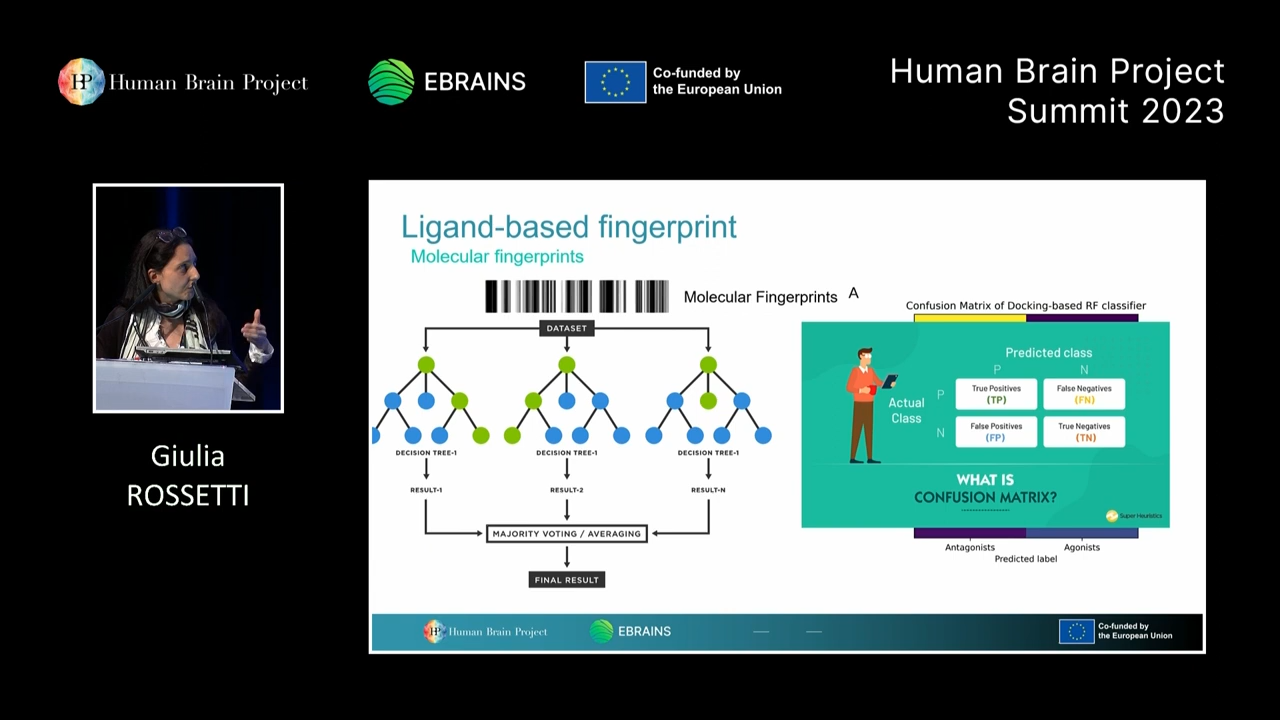 Human Brain Project
EBRAINS
Co-funded by
the European Union
Human Brain Project
Summit 2023
Giulia
ROSSETTI
Ligand-based fingerprint
Molecular fingerprints
Molecular Fingerprints
A
DATASET
DECISION TREE-1
DECISION TREE-1
DECISION TREE-1
RESULT-1
RESULT-2
RESULT-N
MAJORITY VOTING / AVERAGING
FINAL RESULT
Confusion Matrix of Docking-based RF classifier
Predicted class
P
N
Actual
Class
P
True Positives
(TP)
False Negatives
(FN)
N
False Positives
(FP)
True Negatives
(TN)
WHAT IS
CONFUSION MATRIX?
Super Heuristics
Antagonists
Agonists
Predicted label
Human Brain Project
EBRAINS
Co-funded by
the European Union